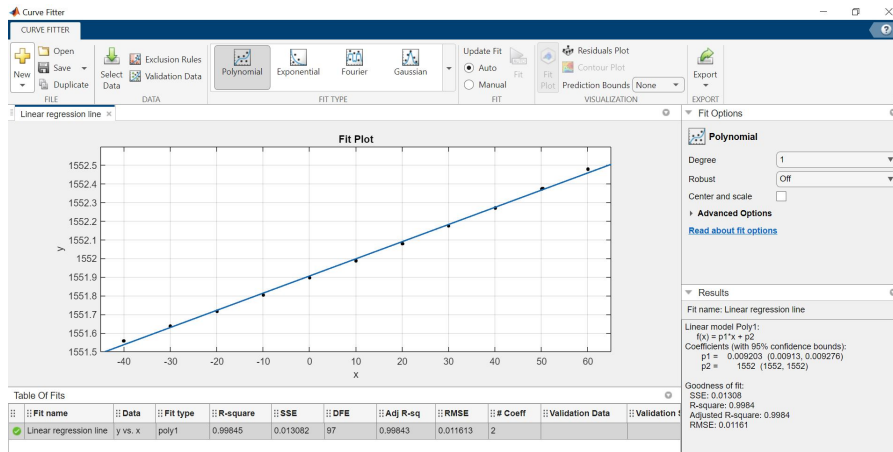 Curve Fitter
CURVE FITTER
New
Open
Save
Duplicate
FILE
Select Data
Exclusion Rules
Validation Data
DATA
Polynomial Exponential Fourier Gaussian
FIT TYPE
Update Fit
Auto
Manual
Fit
FIT
Fit Plot
Residuals Plot
Contour Plot
Prediction Bounds None
VISUALIZATION
Export
EXPORT
Linear regression line ×
Fit Plot
1552.5
1552.4
1552.3
1552.2
1552.1
1552
1551.9
1551.8
1551.7
1551.6
1551.5
y
-40 -30 -20 -10 0 10 20 30 40 50 60
x
Fit Options
Polynomial
Degree 1
Robust Off
Center and scale
Advanced Options
Read about fit options
Results
Fit name: Linear regression line
Linear model Poly1:
f(x) = p1*x + p2
Coefficients (with 95% confidence bounds):
p1 = 0.009203 (0.00913, 0.009276)
p2 = 1552 (1552, 1552)
Goodness of fit:
SSE: 0.01308
R-square: 0.9984
Adjusted R-square: 0.9984
RMSE: 0.01161
Table Of Fits
Fit name Data Fit type R-square SSE DFE Adj R-sq RMSE # Coeff Validation Data Validation
Linear regression line y vs. x poly1 0.99845 0.013082 97 0.99843 0.011613 2